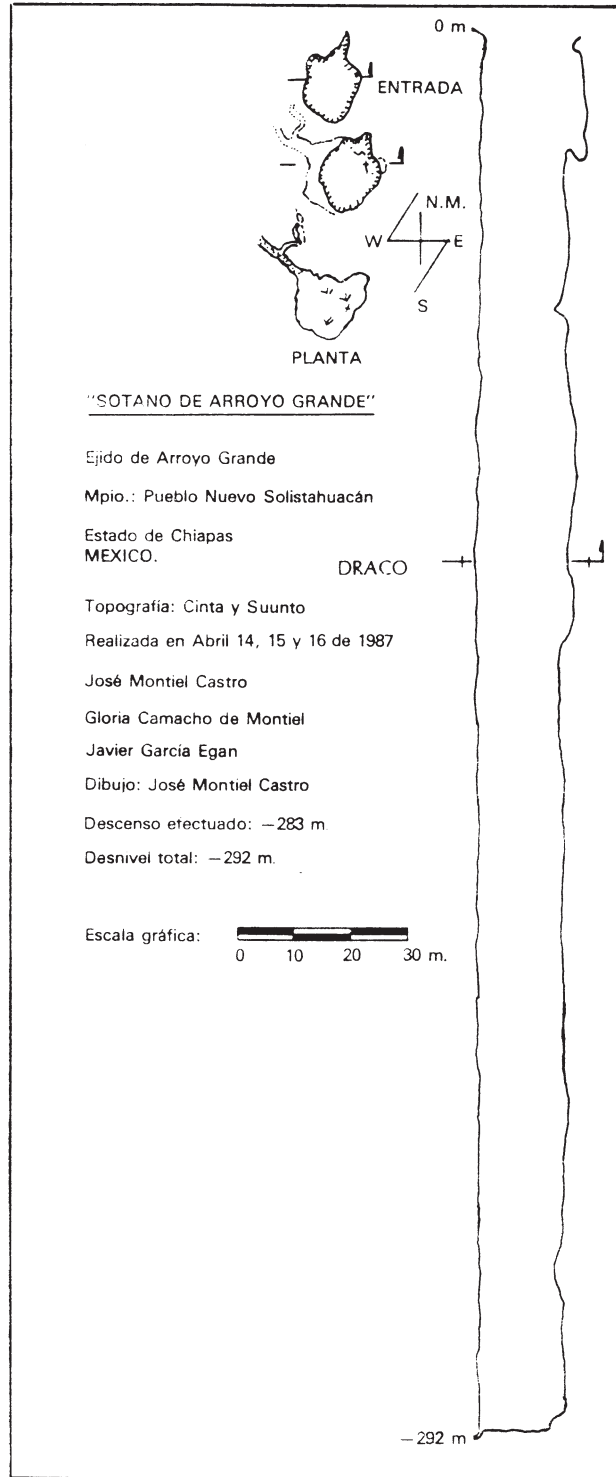 0 m
ENTRADA
N.M.
W E
S
PLANTA
"SOTANO DE ARROYO GRANDE"
Ejido de Arroyo Grande
Mpio.: Pueblo Nuevo Solistahuacán
Estado de Chiapas
MEXICO.
DRACO
Topografía: Cinta y Suunto
Realizada en Abril 14, 15 y 16 de 1987
José Montiel Castro
Gloria Camacho de Montiel
Javier García Egan
Dibujo: José Montiel Castro
Descenso efectuado: −283 m.
Desnivel total: −292 m.
Escala gráfica:
0 10 20 30 m.
−292 m